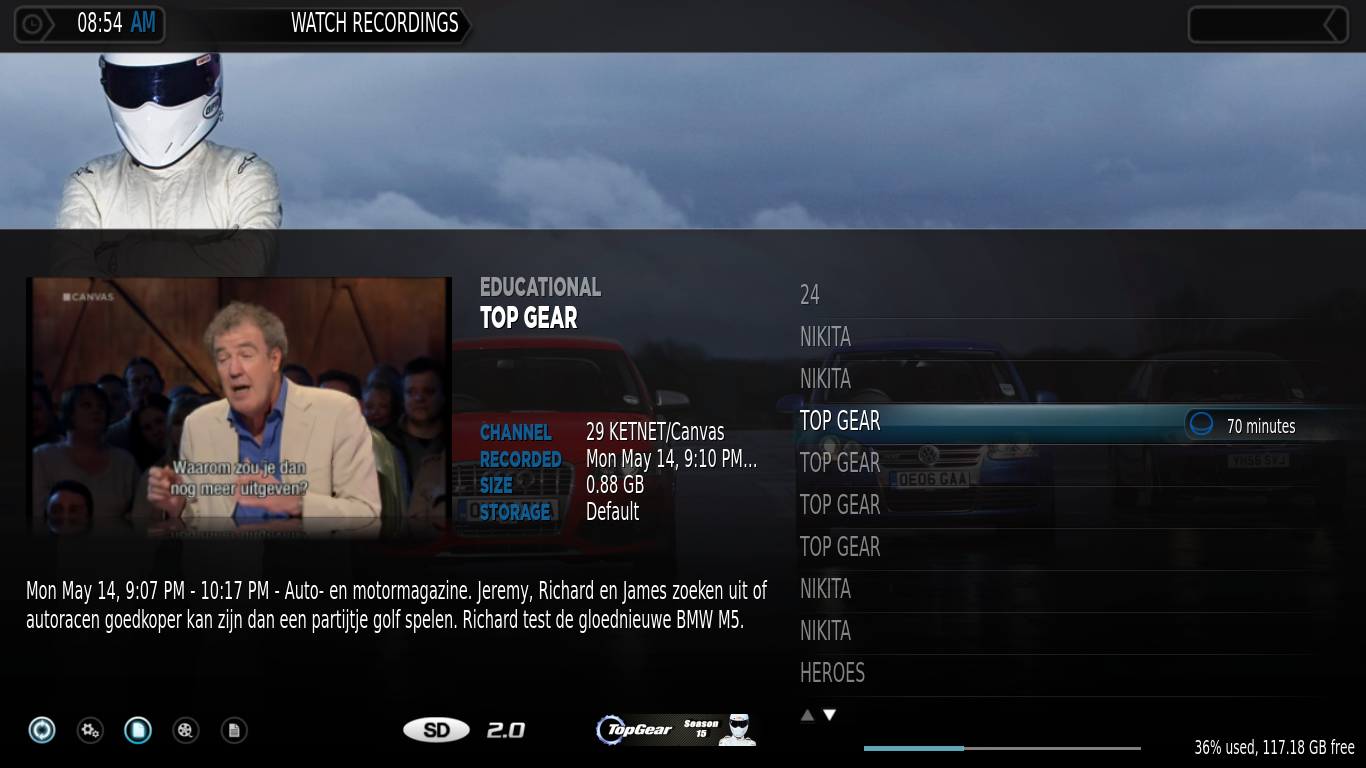 08:54 AM
WATCH RECORDINGS
CANVAS
Waarom zou je dan
nog meer uitgeven?
EDUCATIONAL
TOP GEAR
CHANNEL 29 KETNET/Canvas
RECORDED Mon May 14, 9:10 PM...
SIZE 0.88 GB
STORAGE Default
Mon May 14, 9:07 PM - 10:17 PM - Auto- en motormagazine. Jeremy, Richard en James zoeken uit of
autoracen goedkoper kan zijn dan een partijtje golf spelen. Richard test de gloednieuwe BMW M5.
24
NIKITA
NIKITA
TOP GEAR 70 minutes
TOP GEAR
TOP GEAR
TOP GEAR
NIKITA
NIKITA
HEROES
OE06 GAA
VH56 SVJ
SD 2.0
TopGear Season
15
36% used, 117.18 GB free